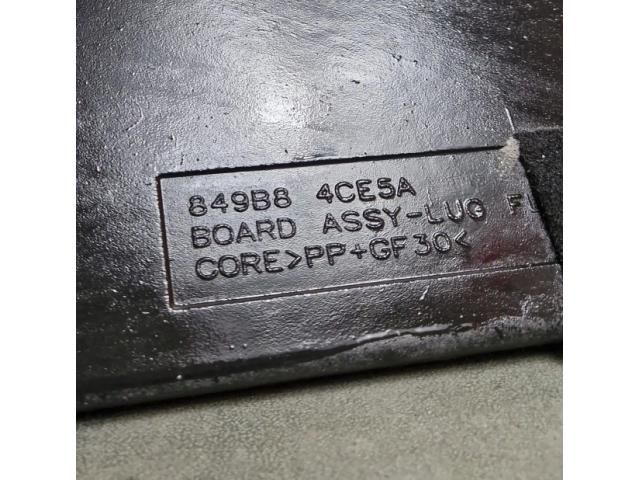 849B8 4CE5A
BOARD ASSY-LUG
CORE>PP+GF30<